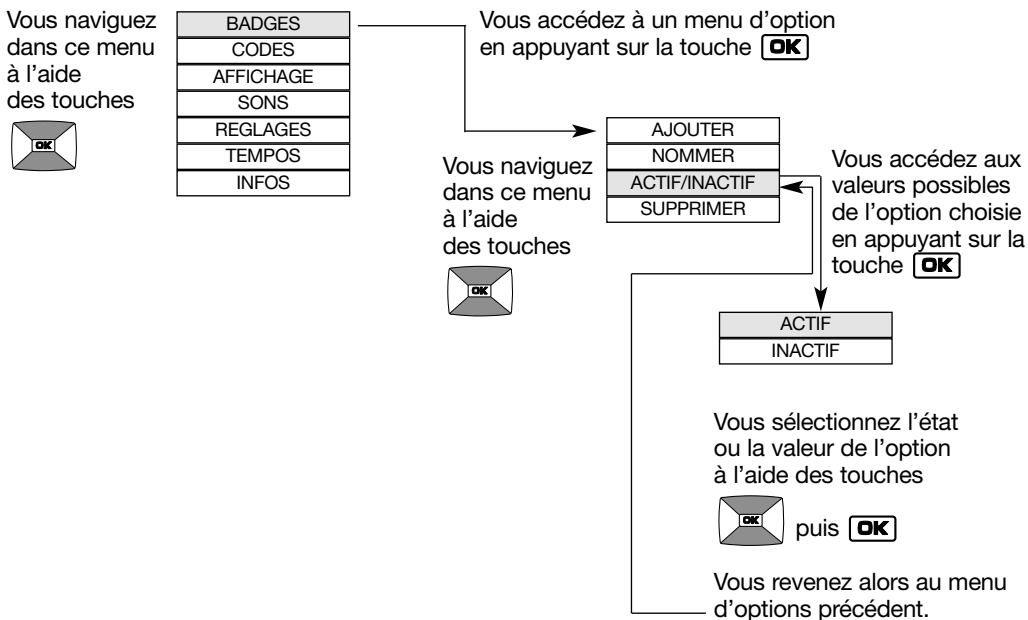 Vous naviguez
dans ce menu
à l'aide
des touches
OK
BADGES
CODES
AFFICHAGE
SONS
REGLAGES
TEMPOS
INFOS
Vous accédez à un menu d'option
en appuyant sur la touche OK
Vous naviguez
dans ce menu
à l'aide
des touches
OK
AJOUTER
NOMMER
ACTIF/INACTIF
SUPPRIMER
Vous accédez aux
valeurs possibles
de l'option choisie
en appuyant sur la
touche OK
ACTIF
INACTIF
Vous sélectionnez l'état
ou la valeur de l'option
à l'aide des touches
OK puis OK
Vous revenez alors au menu
d'options précédent.